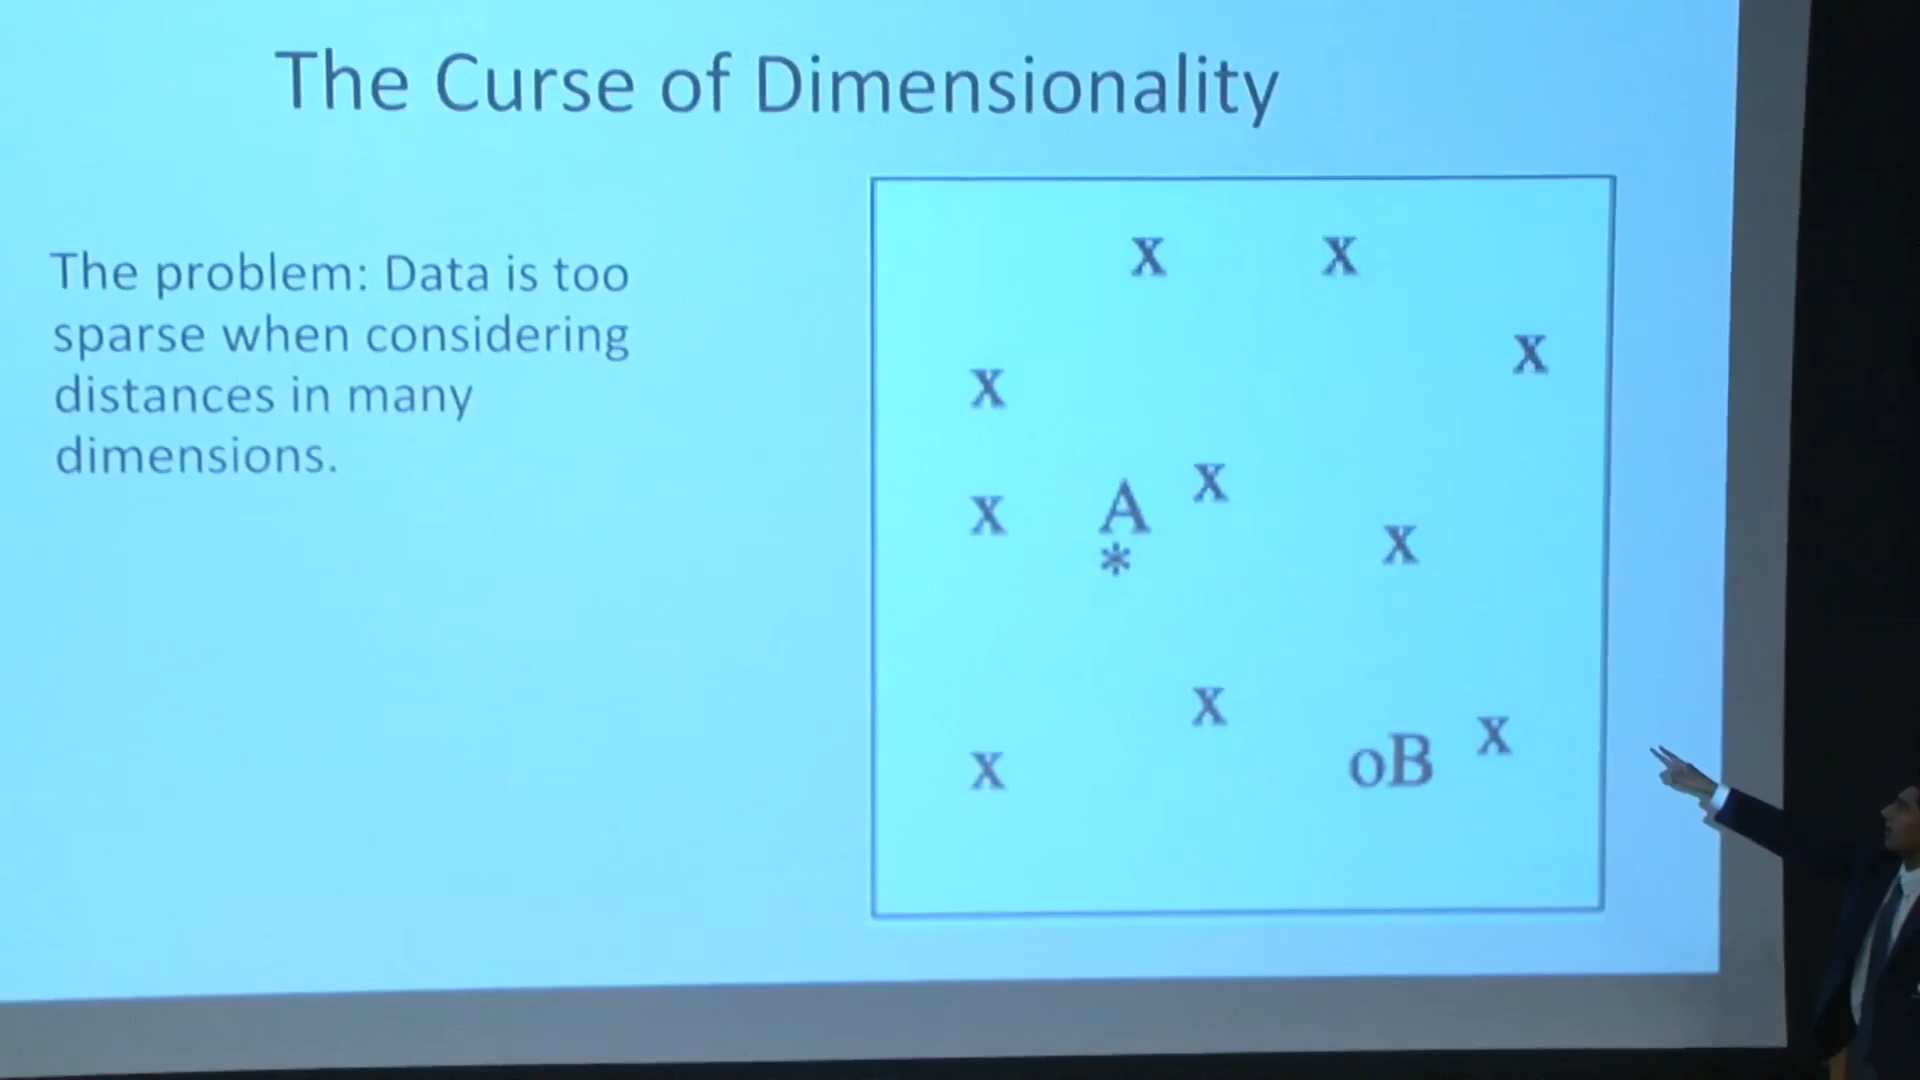 The Curse of Dimensionality
The problem: Data is too
sparse when considering
distances in many
dimensions.
x x
x
x
x
x A
*
x
x
x
oB
x